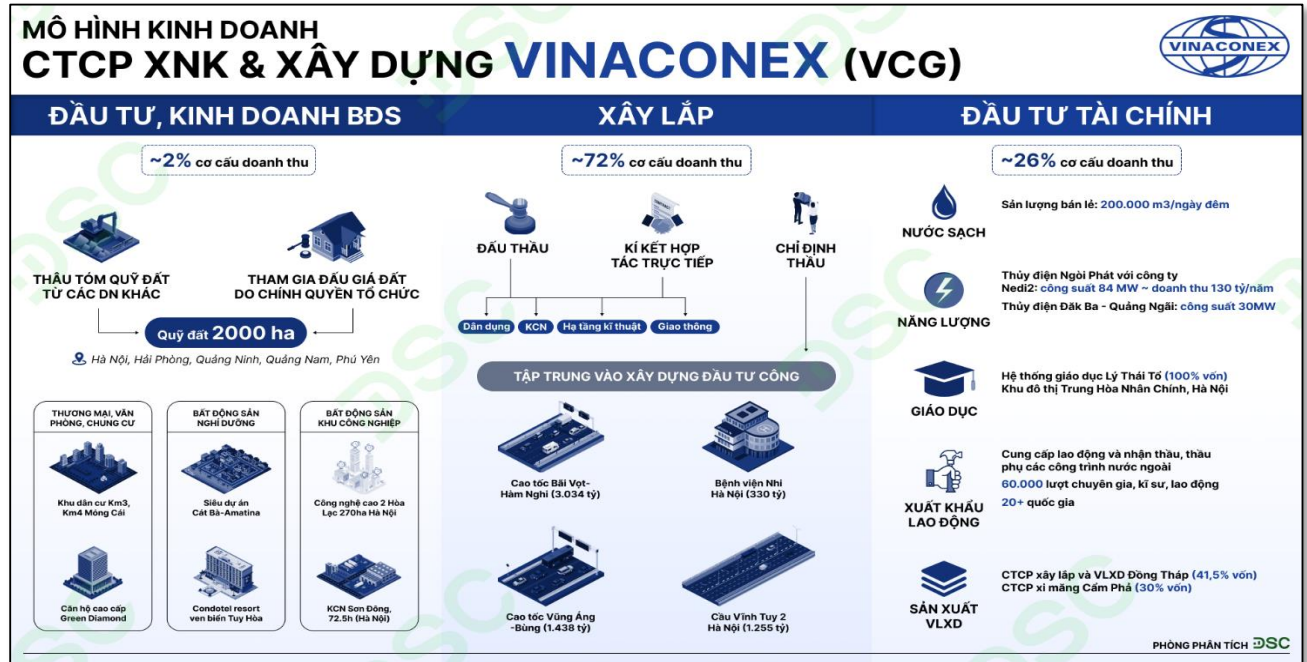 MÔ HÌNH KINH DOANH
CTCP XNK & XÂY DỰNG VINACONEX (VCG)
VINACONEX
ĐẦU TƯ, KINH DOANH BĐS
~2% cơ cấu doanh thu
THÂU TÓM QUỸ ĐẤT
TỪ CÁC DN KHÁC
THAM GIA ĐẤU GIÁ ĐẤT
DO CHÍNH QUYỀN TỔ CHỨC
Quỹ đất 2000 ha
Hà Nội, Hải Phòng, Quảng Ninh, Quảng Nam, Phú Yên
THƯƠNG MẠI, VĂN
PHÒNG, CHUNG CƯ
Khu dân cư Km3,
Km4 Móng Cái
Căn hộ cao cấp
Green Diamond
BẤT ĐỘNG SẢN
NGHỈ DƯỠNG
Siêu dự án
Cát Bà-Amatina
Condotel resort
ven biển Tuy Hòa
BẤT ĐỘNG SẢN
KHU CÔNG NGHIỆP
Công nghệ cao 2 Hòa
Lạc 270ha Hà Nội
KCN Sơn Đông,
72.5h (Hà Nội)
XÂY LẮP
~72% cơ cấu doanh thu
ĐẤU THẦU
KÍ KẾT HỢP
TÁC TRỰC TIẾP
CHỈ ĐỊNH
THẦU
Dân dụng
KCN
Hạ tầng kĩ thuật
Giao thông
TẬP TRUNG VÀO XÂY DỰNG ĐẦU TƯ CÔNG
Cao tốc Bãi Vọt-
Hàm Nghi (3.034 tỷ)
Bệnh viện Nhi
Hà Nội (330 tỷ)
Cao tốc Vũng Áng
-Bùng (1.438 tỷ)
Cầu Vĩnh Tuy 2
Hà Nội (1.255 tỷ)
ĐẦU TƯ TÀI CHÍNH
~26% cơ cấu doanh thu
NƯỚC SẠCH
Sản lượng bán lẻ: 200.000 m3/ngày đêm
NĂNG LƯỢNG
Thủy điện Ngòi Phát với công ty
Nedi2: công suất 84 MW ~ doanh thu 130 tỷ/năm
Thủy điện Đăk Ba - Quảng Ngãi: công suất 30MW
GIÁO DỤC
Hệ thống giáo dục Lý Thái Tổ (100% vốn)
Khu đô thị Trung Hòa Nhân Chính, Hà Nội
XUẤT KHẨU
LAO ĐỘNG
Cung cấp lao động và nhận thầu, thầu
phụ các công trình nước ngoài
60.000 lượt chuyên gia, kĩ sư, lao động
20+ quốc gia
SẢN XUẤT
VLXD
CTCP xây lắp và VLXD Đồng Tháp (41,5% vốn)
CTCP xi măng Cẩm Phả (30% vốn)
PHÒNG PHÂN TÍCH DSC